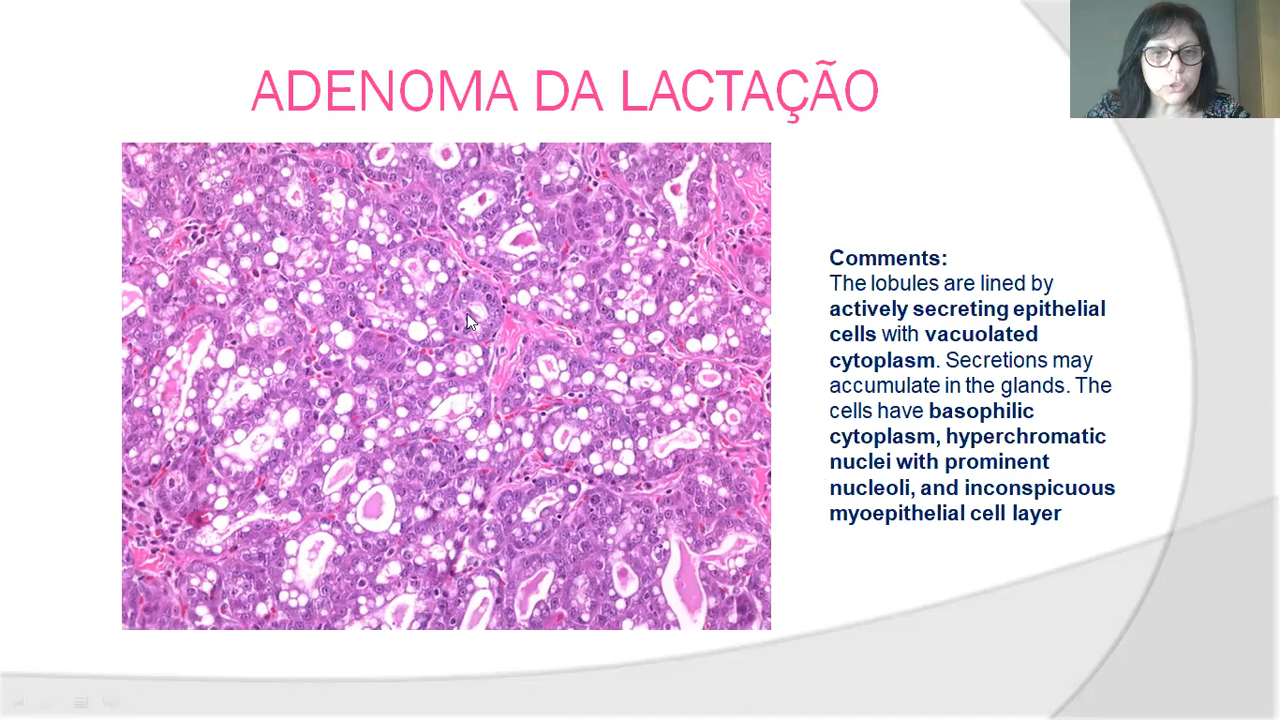 ADENOMA DA LACTAÇÃO
Comments:
The lobules are lined by
actively secreting epithelial
cells with vacuolated
cytoplasm. Secretions may
accumulate in the glands. The
cells have basophilic
cytoplasm, hyperchromatic
nuclei with prominent
nucleoli, and inconspicuous
myoepithelial cell layer